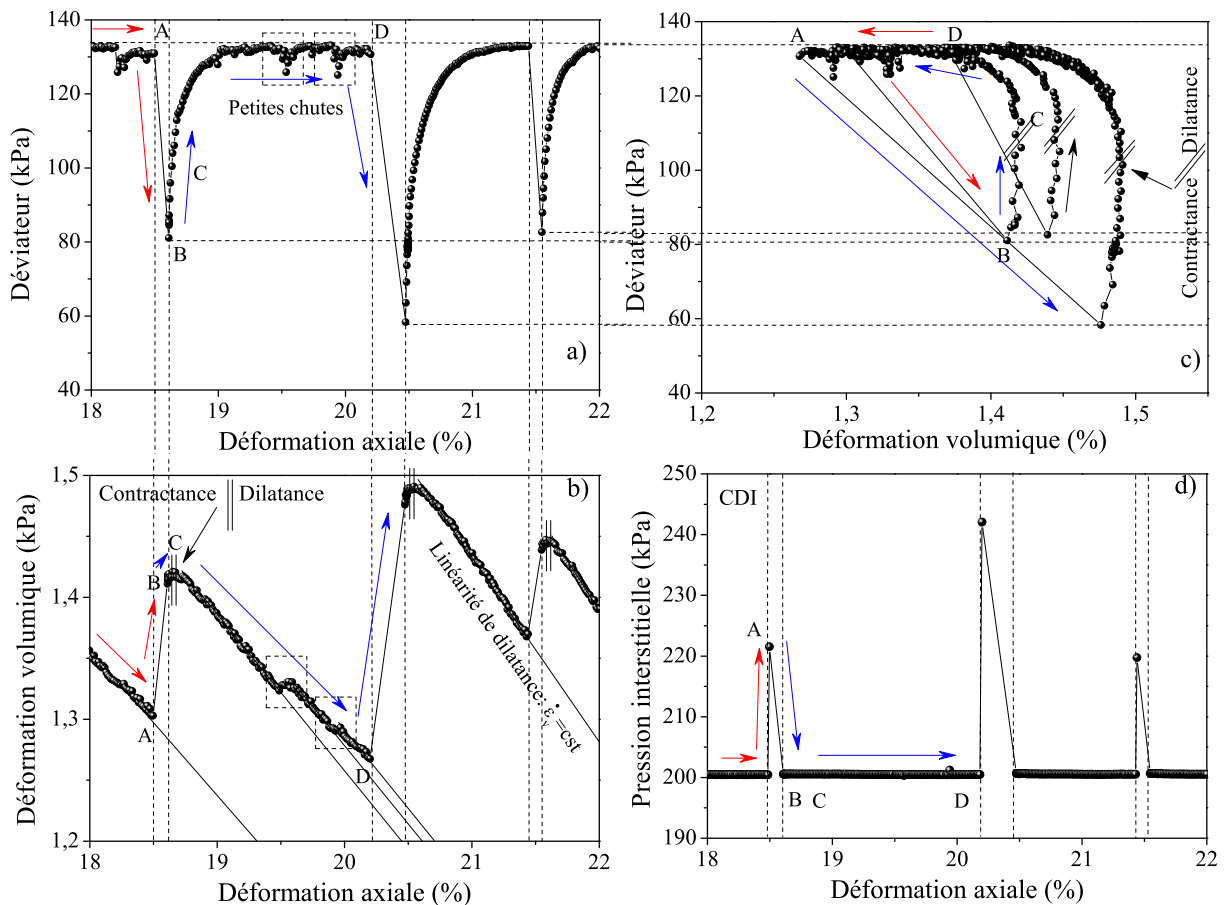 140
130
120
100
80
60
40
Déviateur (kPa)
A
D
Petites chutes
C
B
a)
18
19
20
21
22
Déformation axiale (%)
140
130
120
100
80
60
40
Déviateur (kPa)
A
D
C
B
Contractance
Dilatance
c)
1,2
1,3
1,4
1,5
Déformation volumique (%)
1,5
1,4
1,3
1,2
Déformation volumique (kPa)
Contractance
Dilatance
b)
C
B
A
D
Linéarité de dilatance: ε̇v=cst
18
19
20
21
22
Déformation axiale (%)
250
240
220
205
200
190
Pression interstitielle (kPa)
CDI
d)
A
B
C
D
18
19
20
21
22
Déformation axiale (%)